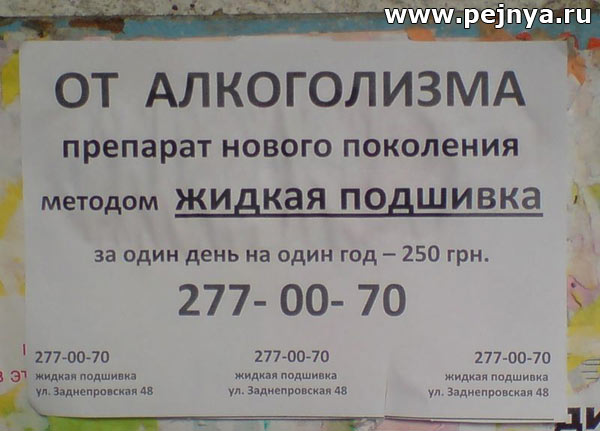 www.pejnya.ru
ОТ АЛКОГОЛИЗМА
препарат нового поколения
методом жидкая подшивка
за один день на один год – 250 грн.
277- 00- 70
277-00-70 277-00-70 277-00-70
жидкая подшивка жидкая подшивка жидкая подшивка
ул. Заднепровская 48 ул. Заднепровская 48 ул. Заднепровская 48